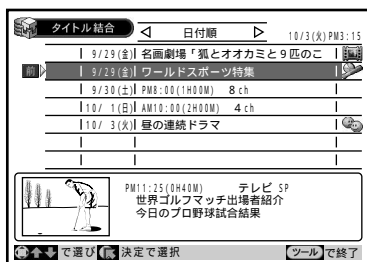 タイトル結合 日付順 10/3(火)PM3:15
9/29(金) 名画劇場「狐とオオカミと9匹のこ
前 9/29(金) ワールドスポーツ特集
9/30(土) PM8:00(1H00M) 8ch
10/ 1(日) AM10:00(2H00M) 4ch
10/ 3(火) 昼の連続ドラマ
PM11:25(0H40M) テレビ SP
世界ゴルフマッチ出場者紹介
今日のプロ野球試合結果
で選び 決定で選択 ツールで終了